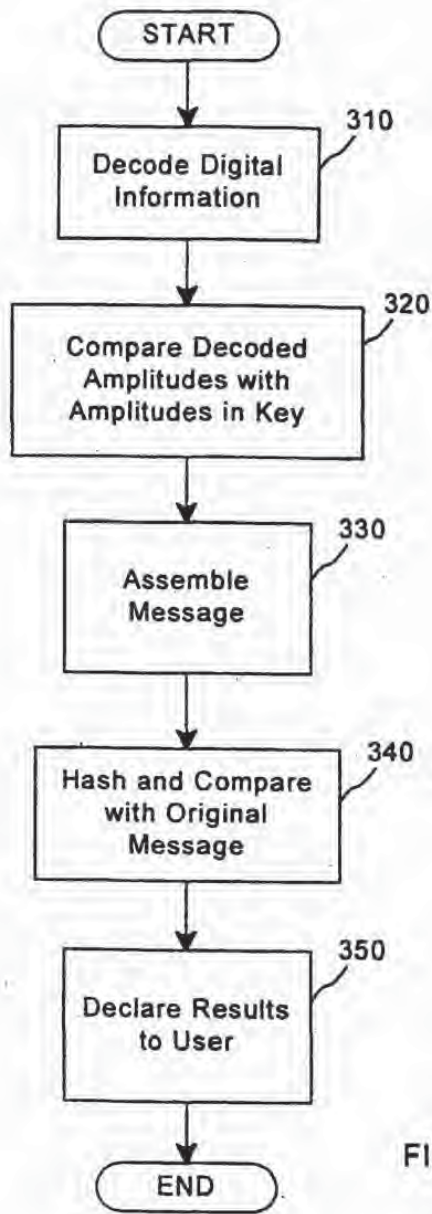 START
310
Decode Digital
Information
320
Compare Decoded
Amplitudes with
Amplitudes in Key
330
Assemble
Message
340
Hash and Compare
with Original
Message
350
Declare Results
to User
END
FI